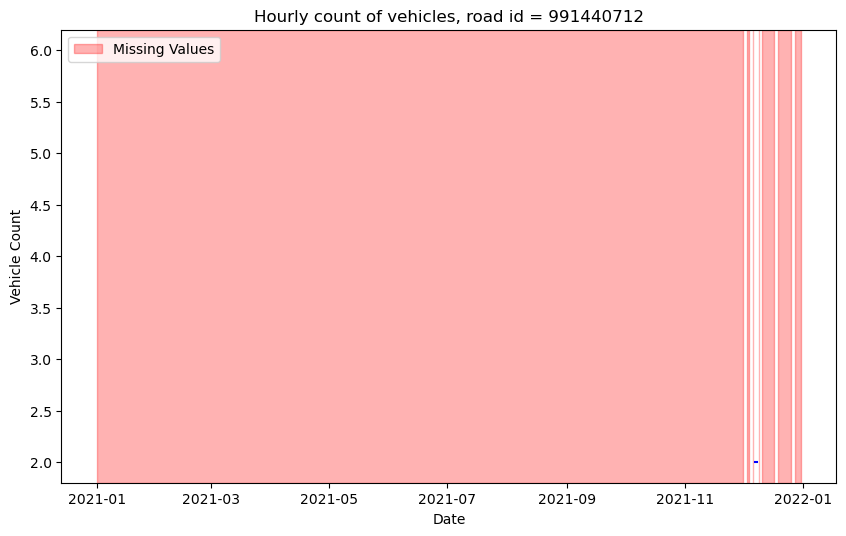 Hourly count of vehicles, road id = 991440712
Missing Values
6.0
5.5
5.0
4.5
4.0
3.5
3.0
2.5
2.0
Vehicle Count
2021-01 2021-03 2021-05 2021-07 2021-09 2021-11 2022-01
Date